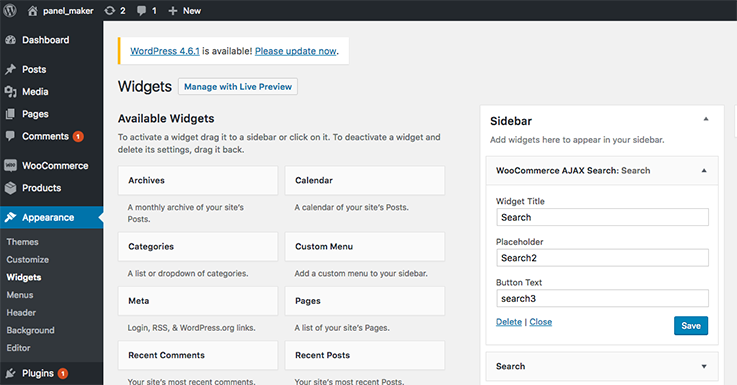 panel_maker 2 1 + New
Dashboard
Posts
Media
Pages
Comments 1
WooCommerce
Products
Appearance
Themes
Customize
Widgets
Menus
Header
Background
Editor
Plugins 1
WordPress 4.6.1 is available! Please update now.
Widgets Manage with Live Preview
Available Widgets
To activate a widget drag it to a sidebar or click on it. To deactivate a widget and
delete its settings, drag it back.
Archives Calendar
A monthly archive of your site's A calendar of your site's Posts.
Posts.
Categories Custom Menu
A list or dropdown of categories. Add a custom menu to your sidebar.
Meta Pages
Login, RSS, & WordPress.org links. A list of your site's Pages.
Recent Comments Recent Posts
Your site's most recent comments. Your site's most recent Posts.
Sidebar
Add widgets here to appear in your sidebar.
WooCommerce AJAX Search: Search
Widget Title
Search
Placeholder
Search2
Button Text
search3
Delete | Close Save
Search